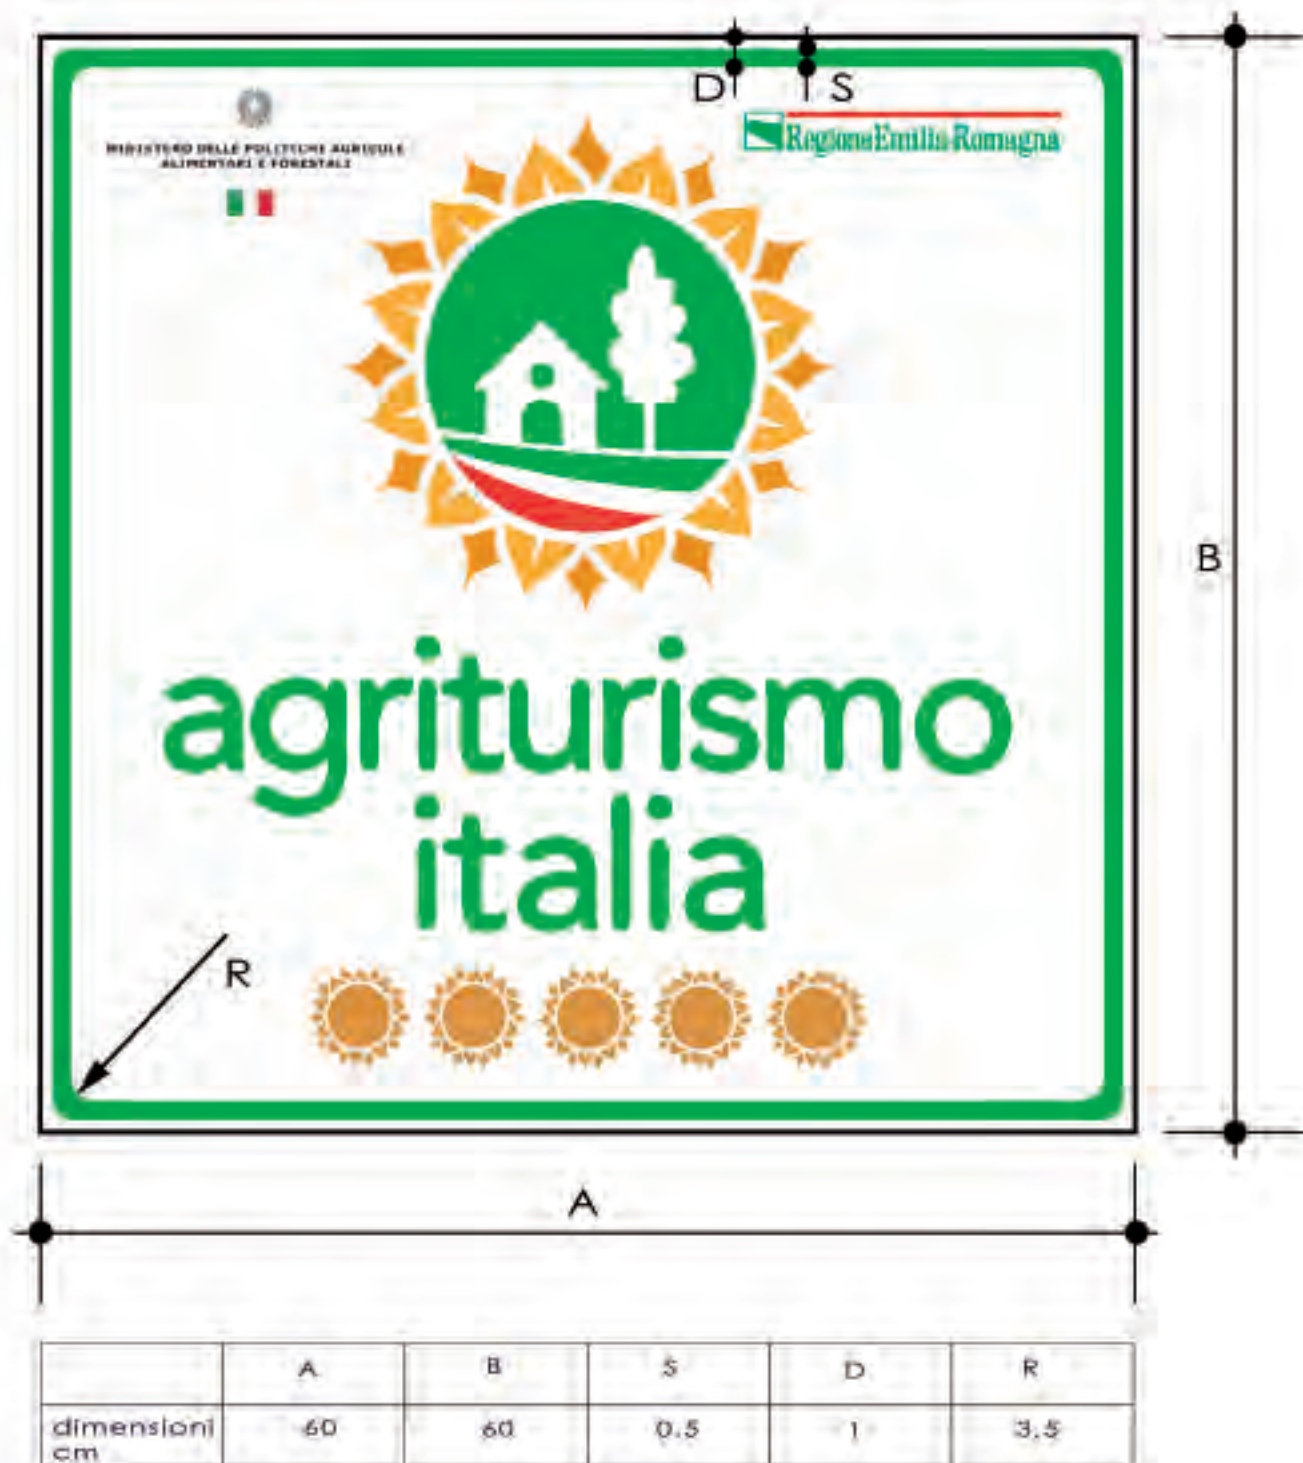 D S
MINISTERO DELLE POLITICHE AGRICOLE
ALIMENTARI E FORESTALI
RegioneEmilia-Romagna
B
agriturismo
italia
R
A
A B S D R
dimensioni cm 60 60 0.5 1 3.5